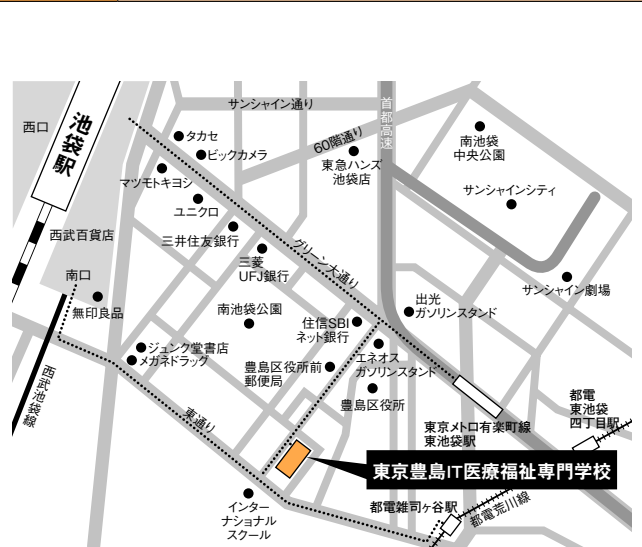 サンシャイン通り
首都高速
西口
池袋駅
タカセ
ビックカメラ
60階通り
東急ハンズ
池袋店
南池袋
中央公園
マツモトキヨシ
サンシャインシティ
ユニクロ
西武百貨店
三井住友銀行
グリーン大通り
三菱
UFJ銀行
南口
無印良品
サンシャイン劇場
出光
ガソリンスタンド
南池袋公園
住信SBI
ネット銀行
ジュンク堂書店
メガネドラッグ
エネオス
ガソリンスタンド
豊島区役所前
郵便局
西武池袋線
豊島区役所
都電
東池袋
四丁目駅
東通り
東京メトロ有楽町線
東池袋駅
東京豊島IT医療福祉専門学校
インター
ナショナル
スクール
都電雑司ヶ谷駅
都電荒川線